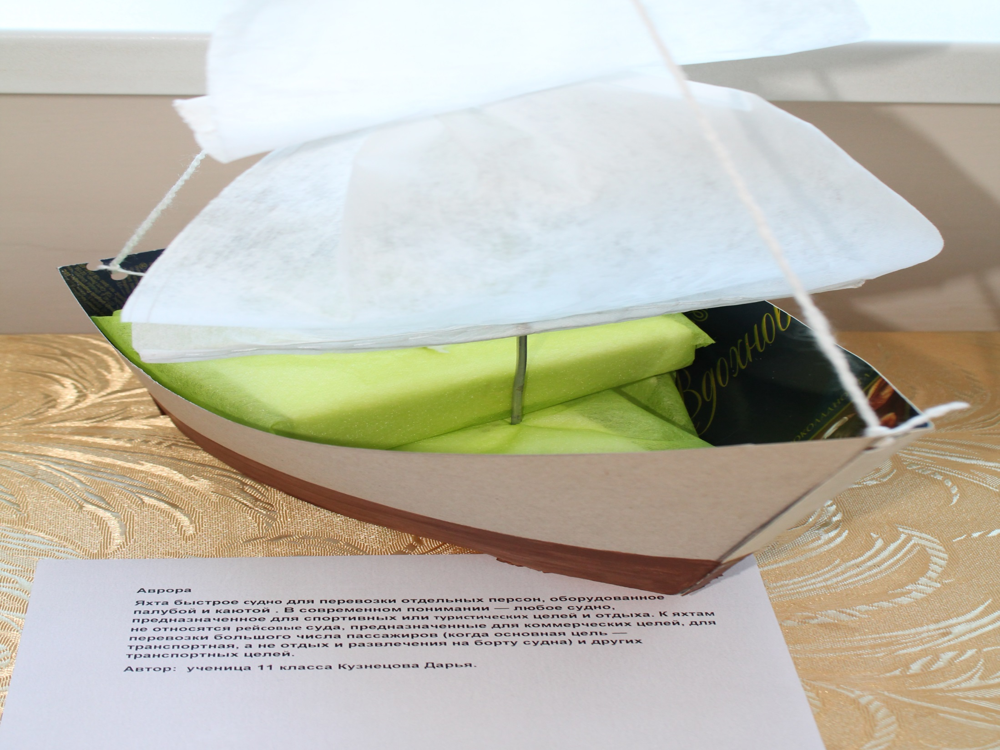 Вдохнов
Аврора
Яхта быстрое судно для перевозки отдельных персон, оборудованное
палубой и каютой . В современном понимании — любое судно,
предназначенное для спортивных или туристических целей и отдыха. К яхтам
не относятся рейсовые суда, предназначенные для коммерческих целей, для
перевозки большого числа пассажиров (когда основная цель —
транспортная, а не отдых и развлечения на борту судна) и других
транспортных целей.
Автор: ученица 11 класса Кузнецова Дарья.